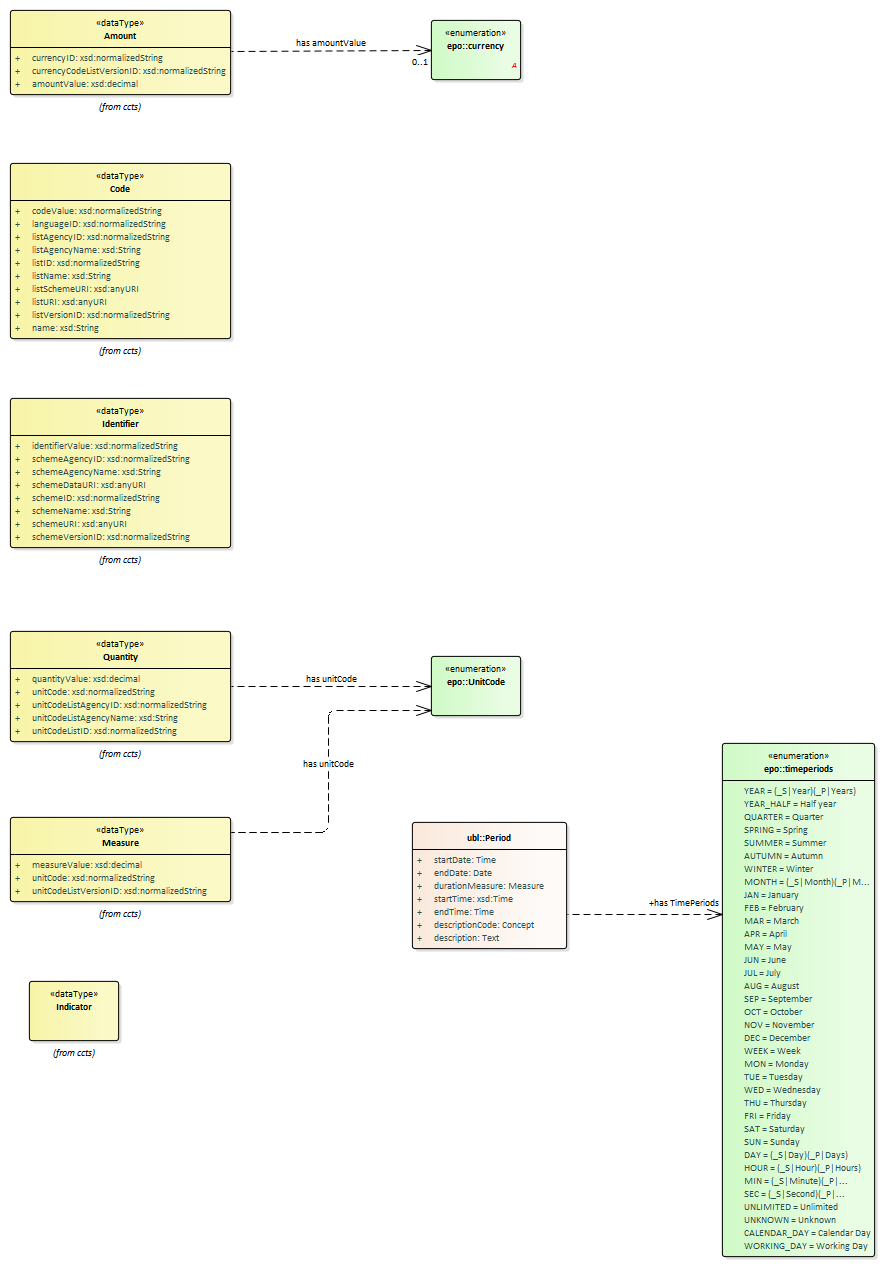 «dataType»
Amount
+ currencyID: xsd:normalizedString
+ currencyCodeListVersionID: xsd:normalizedString
+ amountValue: xsd:decimal
(from ccts)
has amountValue
0..1
«enumeration»
epo::currency
A
«dataType»
Code
+ codeValue: xsd:normalizedString
+ languageID: xsd:normalizedString
+ listAgencyID: xsd:normalizedString
+ listAgencyName: xsd:String
+ listID: xsd:normalizedString
+ listName: xsd:String
+ listSchemeURI: xsd:anyURI
+ listURI: xsd:anyURI
+ listVersionID: xsd:normalizedString
+ name: xsd:String
(from ccts)
«dataType»
Identifier
+ identifierValue: xsd:normalizedString
+ schemeAgencyID: xsd:normalizedString
+ schemeAgencyName: xsd:String
+ schemeDataURI: xsd:anyURI
+ schemeID: xsd:normalizedString
+ schemeName: xsd:String
+ schemeURI: xsd:anyURI
+ schemeVersionID: xsd:normalizedString
(from ccts)
«dataType»
Quantity
+ quantityValue: xsd:decimal
+ unitCode: xsd:normalizedString
+ unitCodeListAgencyID: xsd:normalizedString
+ unitCodeListAgencyName: xsd:String
+ unitCodeListID: xsd:normalizedString
(from ccts)
has unitCode
«enumeration»
epo::UnitCode
has unitCode
«dataType»
Measure
+ measureValue: xsd:decimal
+ unitCode: xsd:normalizedString
+ unitCodeListVersionID: xsd:normalizedString
(from ccts)
ubl::Period
+ startDate: Time
+ endDate: Date
+ durationMeasure: Measure
+ startTime: xsd:Time
+ endTime: Time
+ descriptionCode: Concept
+ description: Text
+has TimePeriods
«enumeration»
epo::timeperiods
YEAR = (_S|Year)(_P|Years)
YEAR_HALF = Half year
QUARTER = Quarter
SPRING = Spring
SUMMER = Summer
AUTUMN = Autumn
WINTER = Winter
MONTH = (_S|Month)(_P|M...
JAN = January
FEB = February
MAR = March
APR = April
MAY = May
JUN = June
JUL = July
AUG = August
SEP = September
OCT = October
NOV = November
DEC = December
WEEK = Week
MON = Monday
TUE = Tuesday
WED = Wednesday
THU = Thursday
FRI = Friday
SAT = Saturday
SUN = Sunday
DAY = (_S|Day)(_P|Days)
HOUR = (_S|Hour)(_P|Hours)
MIN = (_S|Minute)(_P|...
SEC = (_S|Second)(_P|...
UNLIMITED = Unlimited
UNKNOWN = Unknown
CALENDAR_DAY = Calendar Day
WORKING_DAY = Working Day
«dataType»
Indicator
(from ccts)